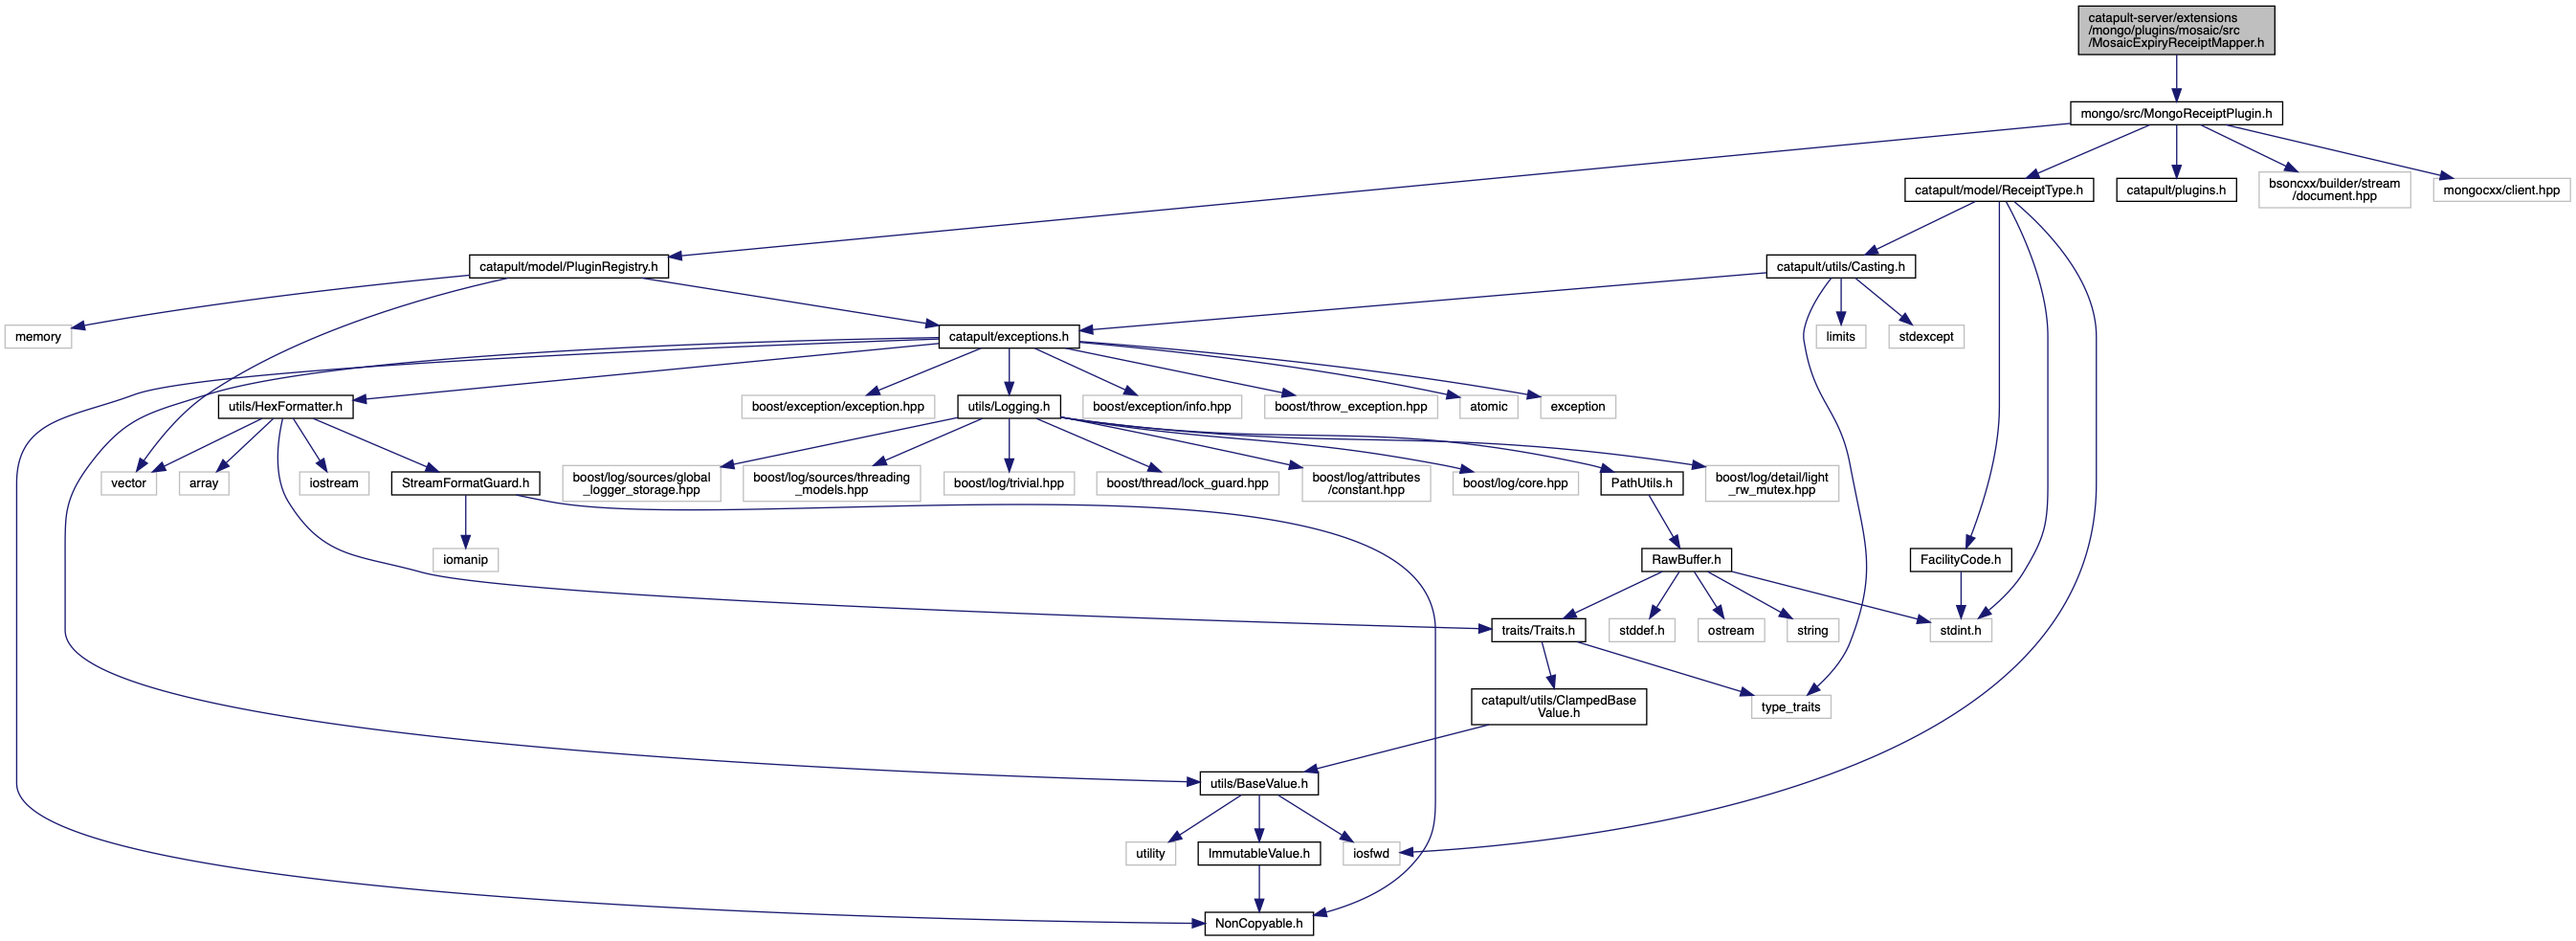 catapult-server/extensions
/mongo/plugins/mosaic/src
/MosaicExpiryReceiptMapper.h
mongo/src/MongoReceiptPlugin.h
catapult/model/ReceiptType.h
catapult/plugins.h
bsoncxx/builder/stream
/document.hpp
mongocxx/client.hpp
catapult/model/PluginRegistry.h
catapult/utils/Casting.h
memory
catapult/exceptions.h
limits
stdexcept
utils/HexFormatter.h
boost/exception/exception.hpp
utils/Logging.h
boost/exception/info.hpp
boost/throw_exception.hpp
atomic
exception
vector
array
iostream
StreamFormatGuard.h
boost/log/sources/global
_logger_storage.hpp
boost/log/sources/threading
_models.hpp
boost/log/trivial.hpp
boost/thread/lock_guard.hpp
boost/log/attributes
/constant.hpp
boost/log/core.hpp
PathUtils.h
boost/log/detail/light
_rw_mutex.hpp
iomanip
RawBuffer.h
FacilityCode.h
traits/Traits.h
stddef.h
ostream
string
stdint.h
catapult/utils/ClampedBase
Value.h
type_traits
utils/BaseValue.h
utility
ImmutableValue.h
iosfwd
NonCopyable.h